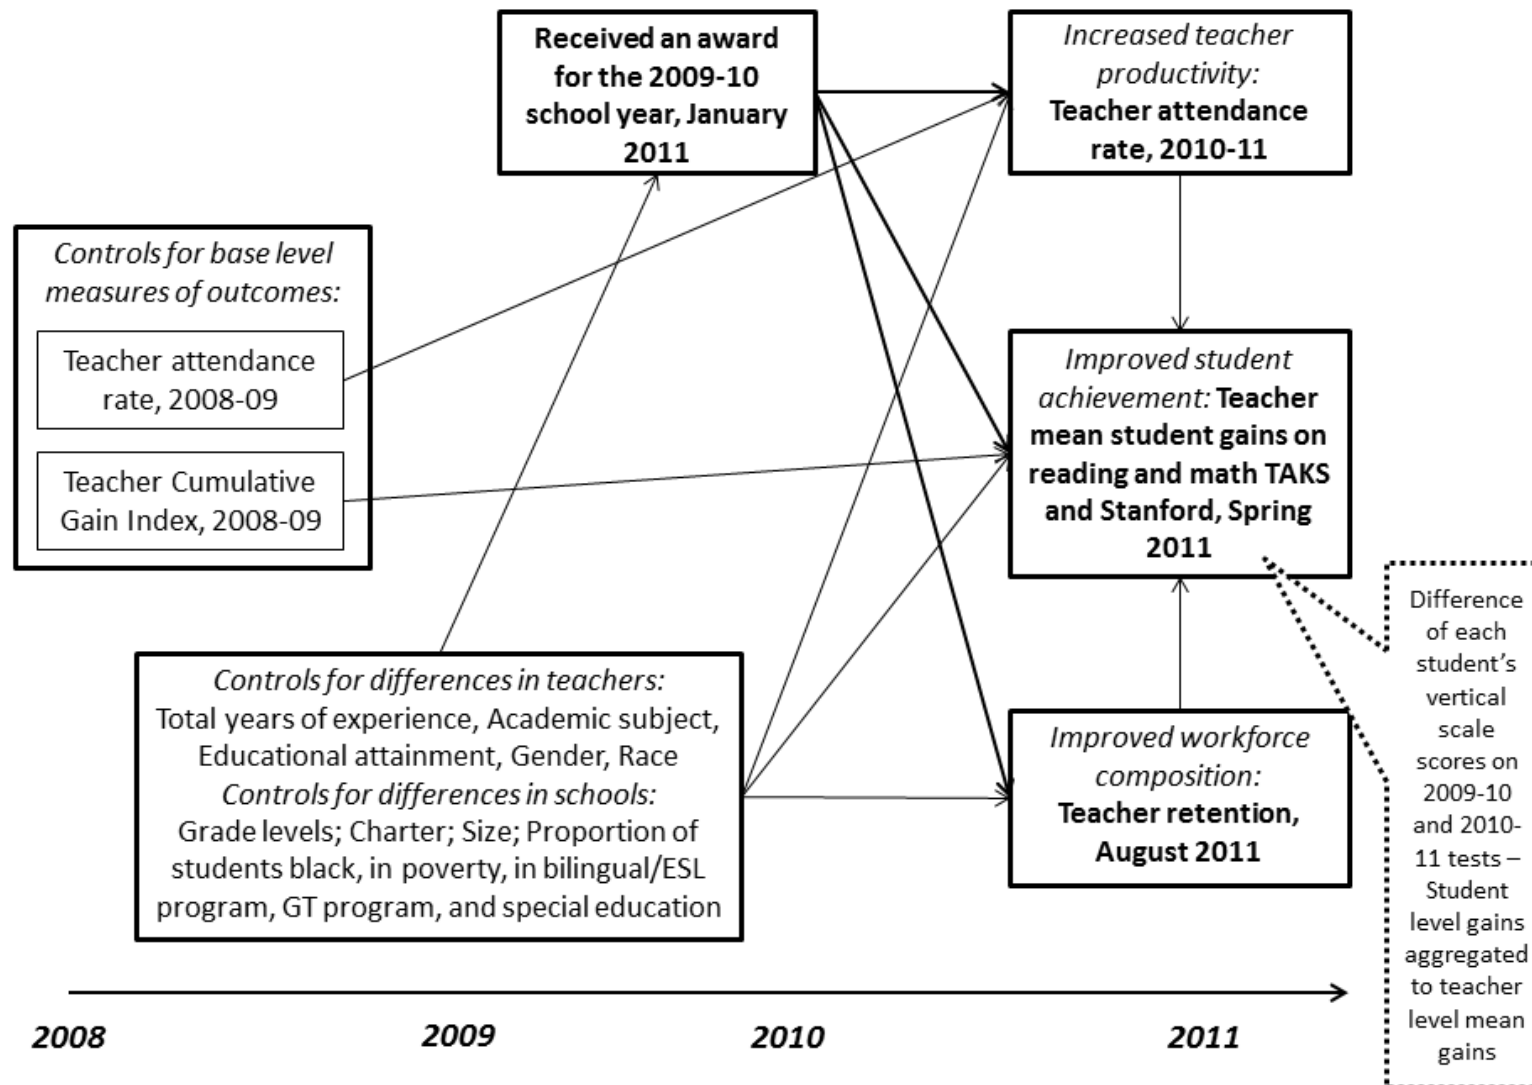 Received an award
for the 2009-10
school year, January
2011
Increased teacher
productivity:
Teacher attendance
rate, 2010-11
Controls for base level
measures of outcomes:
Teacher attendance
rate, 2008-09
Teacher Cumulative
Gain Index, 2008-09
Improved student
achievement: Teacher
mean student gains on
reading and math TAKS
and Stanford, Spring
2011
Controls for differences in teachers:
Total years of experience, Academic subject,
Educational attainment, Gender, Race
Controls for differences in schools:
Grade levels; Charter; Size; Proportion of
students black, in poverty, in bilingual/ESL
program, GT program, and special education
Improved workforce
composition:
Teacher retention,
August 2011
Difference
of each
student’s
vertical
scale
scores on
2009-10
and 2010-
11 tests –
Student
level gains
aggregated
to teacher
level mean
gains
2008
2009
2010
2011